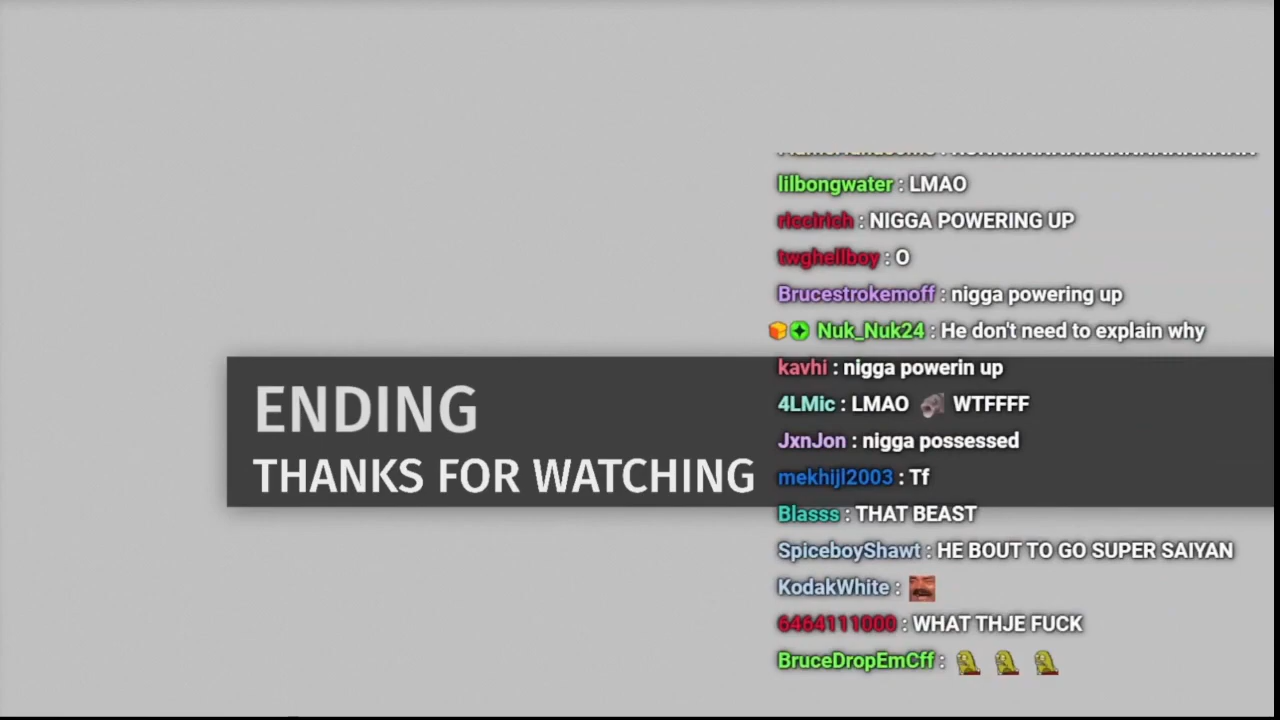 lilbongwater : LMAO
riccirich : NIGGA POWERING UP
twghellboy : O
Brucestrokemoff : nigga powering up
Nuk_Nuk24 : He don't need to explain why
kavhi : nigga powerin up
ENDING
4LMic : LMAO WTFFFF
JxnJon : nigga possessed
THANKS FOR WATCHING
mekhijl2003 : Tf
Blasss : THAT BEAST
SpiceboyShawt : HE BOUT TO GO SUPER SAIYAN
KodakWhite :
6464111000 : WHAT THJE FUCK
BruceDropEmCff :